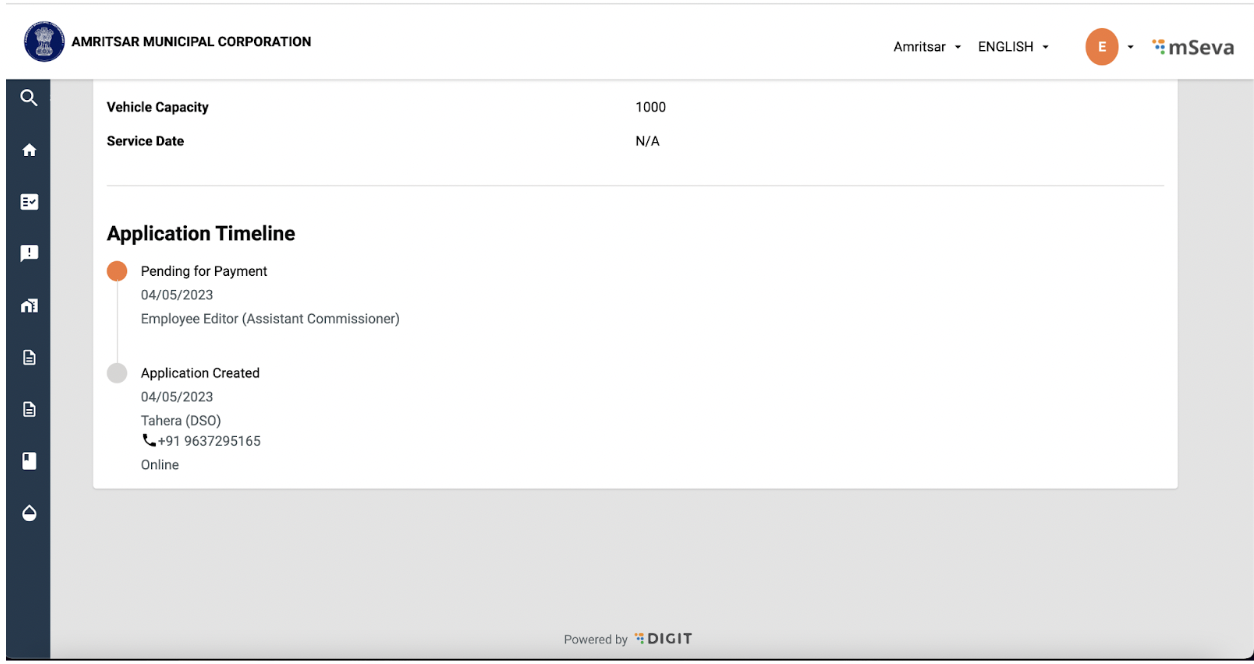 AMRITSAR MUNICIPAL CORPORATION
Amritsar ENGLISH E mSeva
Vehicle Capacity 1000
Service Date N/A
Application Timeline
Pending for Payment
04/05/2023
Employee Editor (Assistant Commissioner)
Application Created
04/05/2023
Tahera (DSO)
+91 9637295165
Online
Powered by DIGIT